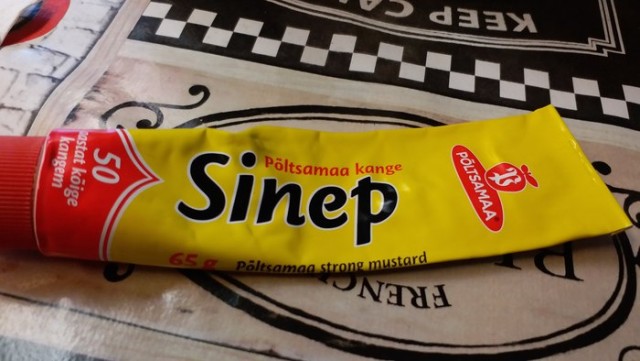 KEEP CA
50
aastat kõige
kangem
Põltsamaa kange
Sinep
65 g
Põltsamaa strong mustard
PÕLTSAMAA
FRENC